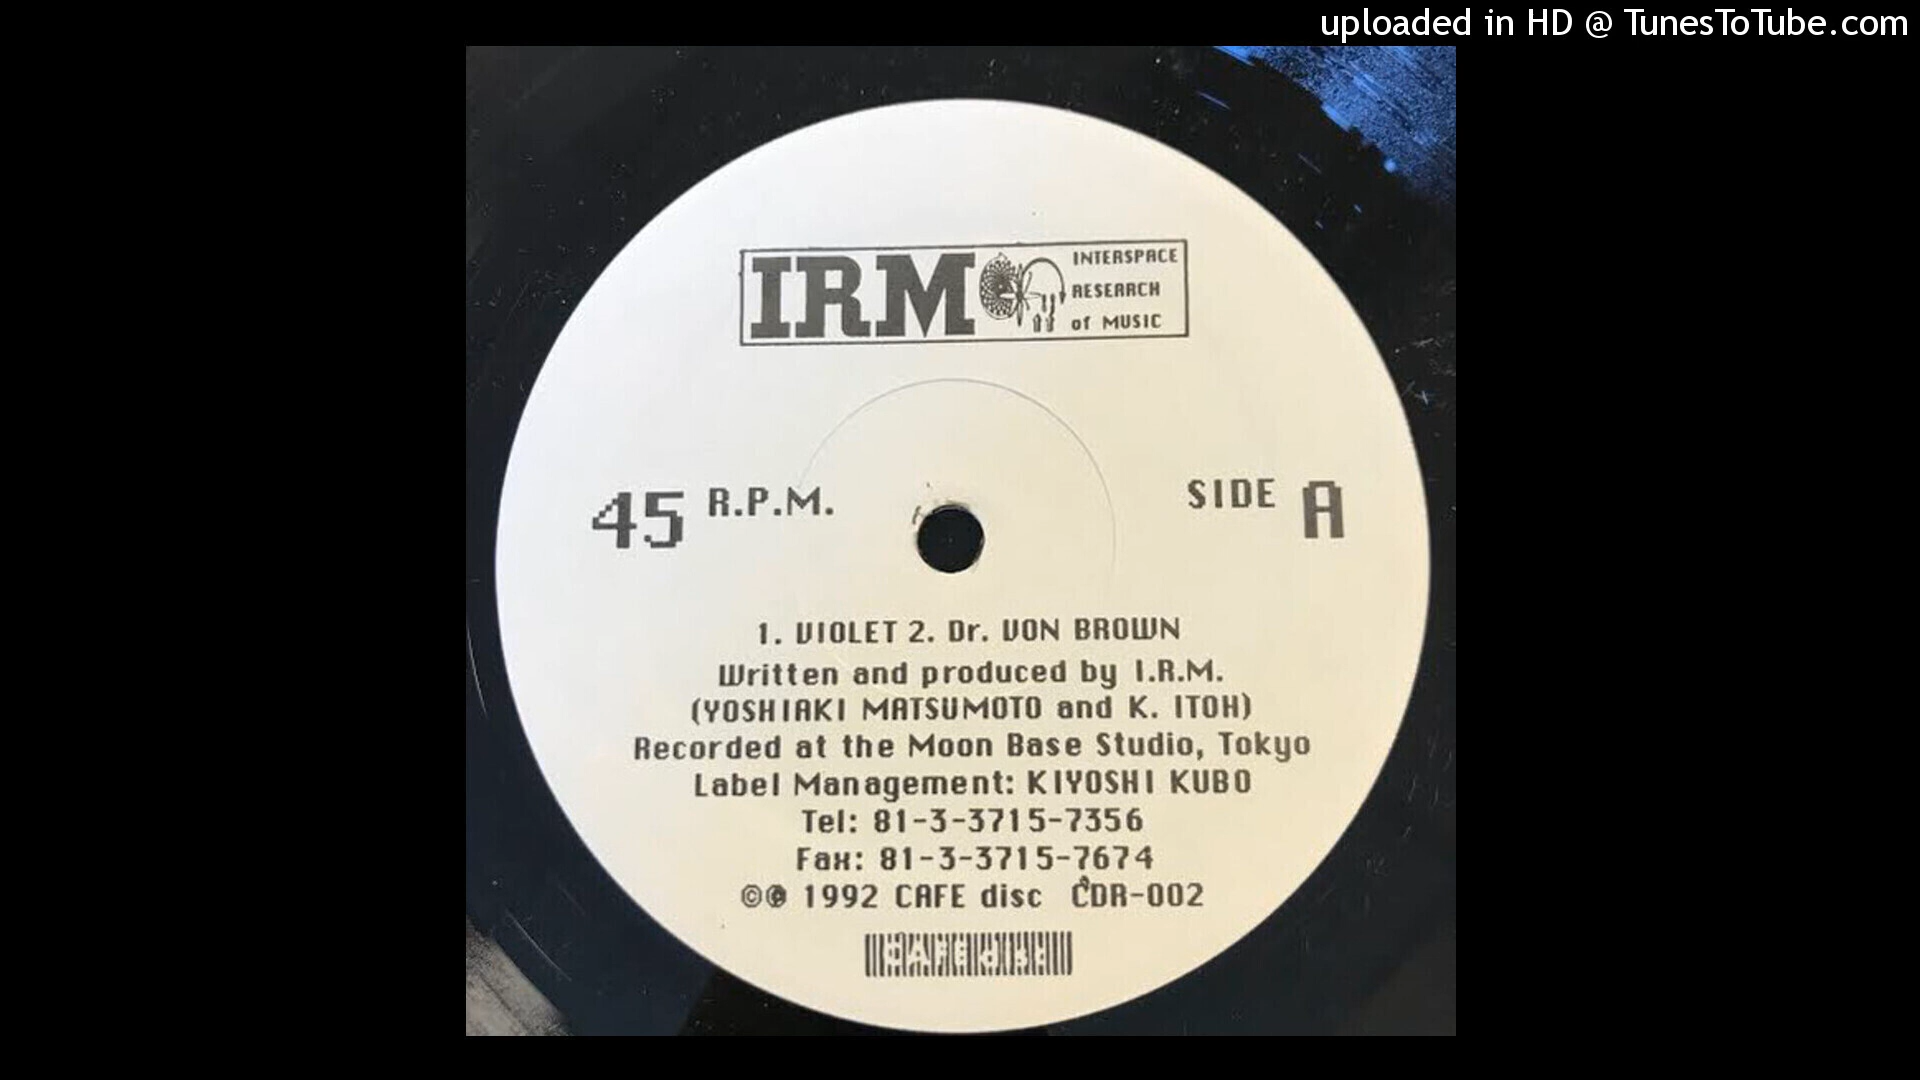 uploaded in HD @ TunesToTube.com
IRM
INTERSPACE
RESEARCH
of MUSIC
45 R.P.M.
SIDE A
1. VIOLET 2. Dr. VON BROWN
Written and produced by I.R.M.
(YOSHIAKI MATSUMOTO and K. ITOH)
Recorded at the Moon Base Studio, Tokyo
Label Management: KIYOSHI KUBO
Tel: 81-3-3715-7356
Fax: 81-3-3715-7674
©℗ 1992 CAFE disc CDR-002
CAFE disc